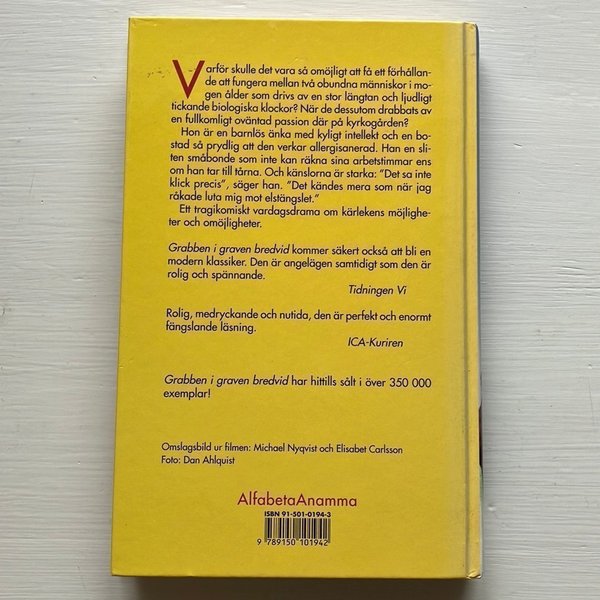 Varför skulle det vara så omöjligt att få ett förhållan-
de att fungera mellan två obundna människor i mo-
gen ålder som drivs av en stor längtan och ljudligt
tickande biologiska klockor? När de dessutom drabbats av
en fullkomligt oväntad passion där på kyrkogården?
Hon är en barnlös änka med kyligt intellekt och en bo-
stad så prydlig att den verkar allergisanerad. Han en sli-
ten småbonde som inte kan räkna sina arbetstimmar ens
om han tar till tårna. Och känslorna är starka: "Det sa inte
klick precis", säger han. "Det kändes mera som när jag
råkade luta mig mot elstängslet."
Ett tragikomiskt vardagsdrama om kärlekens möjlighe-
ter och omöjligheter.
Grabben i graven bredvid kommer säkert också att bli en
modern klassiker. Den är angelägen samtidigt som den är
rolig och spännande.
Tidningen Vi
Rolig, medryckande och nutida, den är perfekt och enormt
fängslande läsning.
ICA-Kuriren
Grabben i graven bredvid har hittills sålt i över 350 000
exemplar!
Omslagsbild ur filmen: Michael Nyqvist och Elisabet Carlsson
Foto: Dan Ahlquist
AlfabetaAnamma
ISBN 91-501-0194-3
9 789150 101942